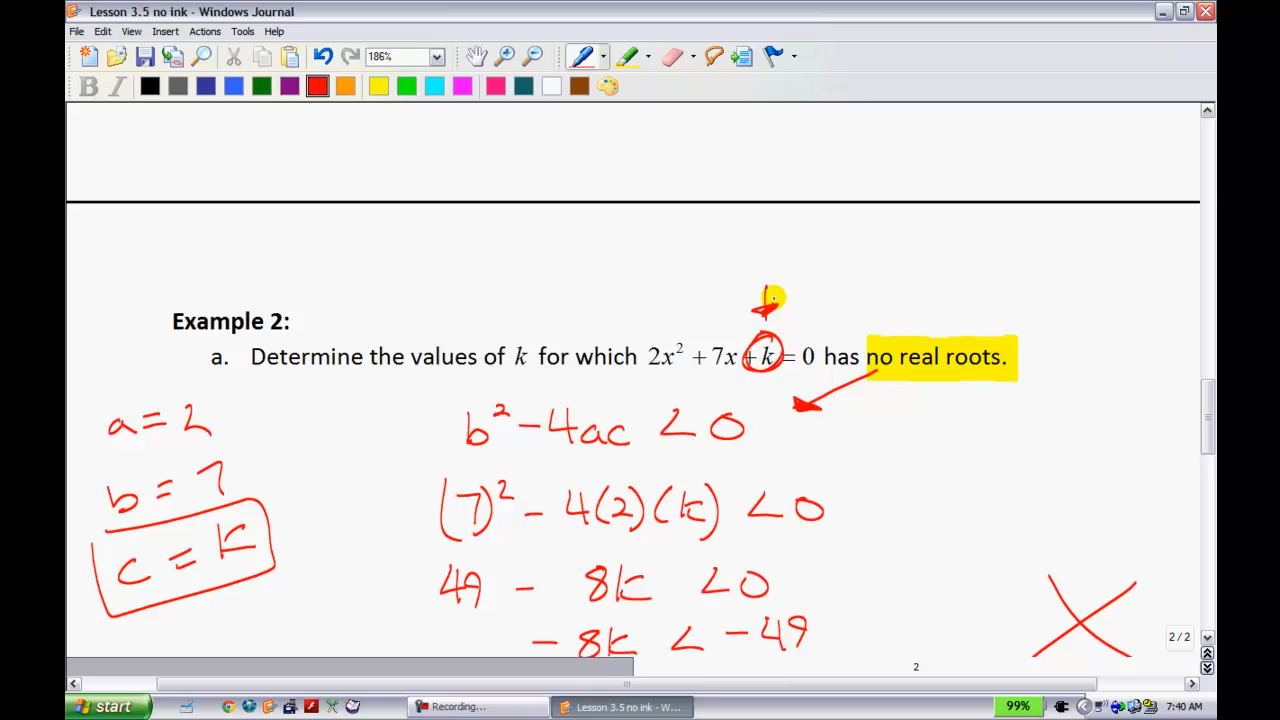 Lesson 3.5 no ink - Windows Journal
File Edit View Insert Actions Tools Help
186%
B I
Example 2:
a. Determine the values of k for which 2x² + 7x + k = 0 has no real roots.
a = 2
b² - 4ac < 0
b = 7
(7)² - 4(2)(k) < 0
c = k
49 - 8k < 0
- 8k < - 49
2/2
2
start
Recording...
Lesson 3.5 no ink - W...
99%
7:40 AM